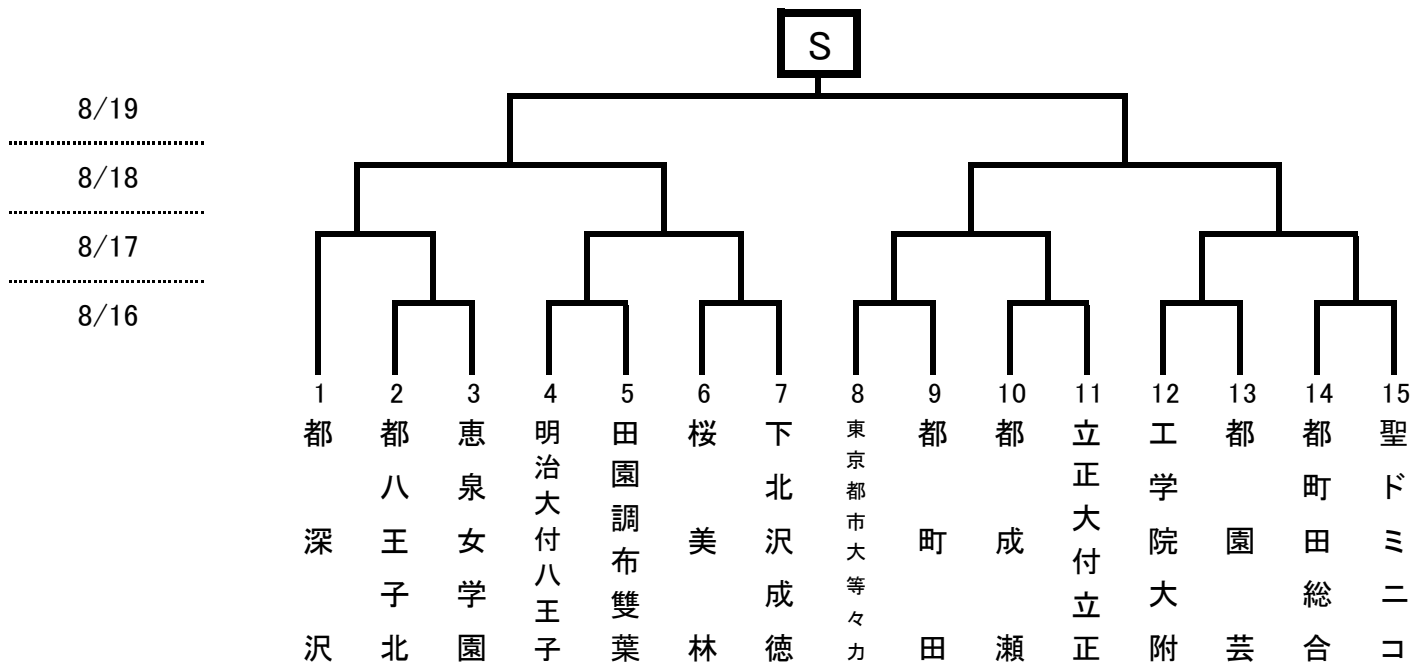 S
8/19
8/18
8/17
8/16
1
2
3
4
5
6
7
8
9
10
11
12
13
14
15
都深沢
都八王子北
恵泉女学園
明治大付八王子
田園調布雙葉
桜美林
下北沢成徳
東京都市大等々力
都町田
都成瀬
立正大付立正
工学院大附
都園芸
都町田総合
聖ドミニコ